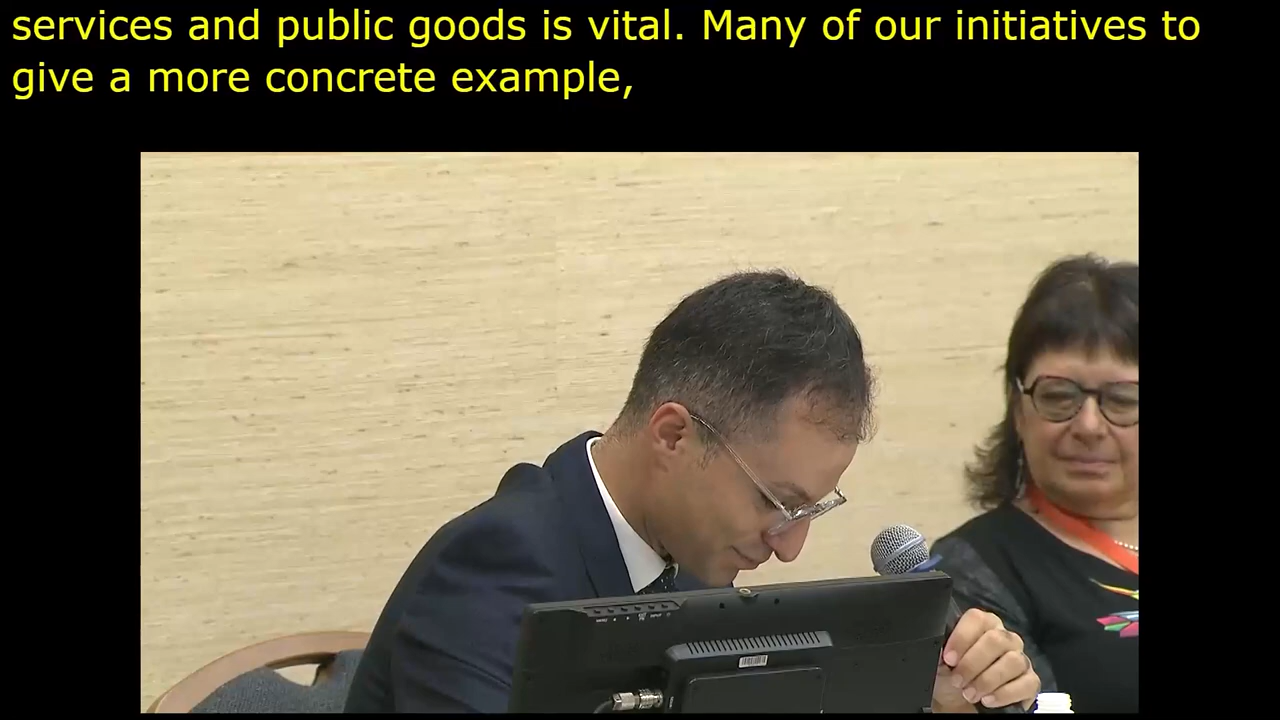 services and public goods is vital. Many of our initiatives to
give a more concrete example,